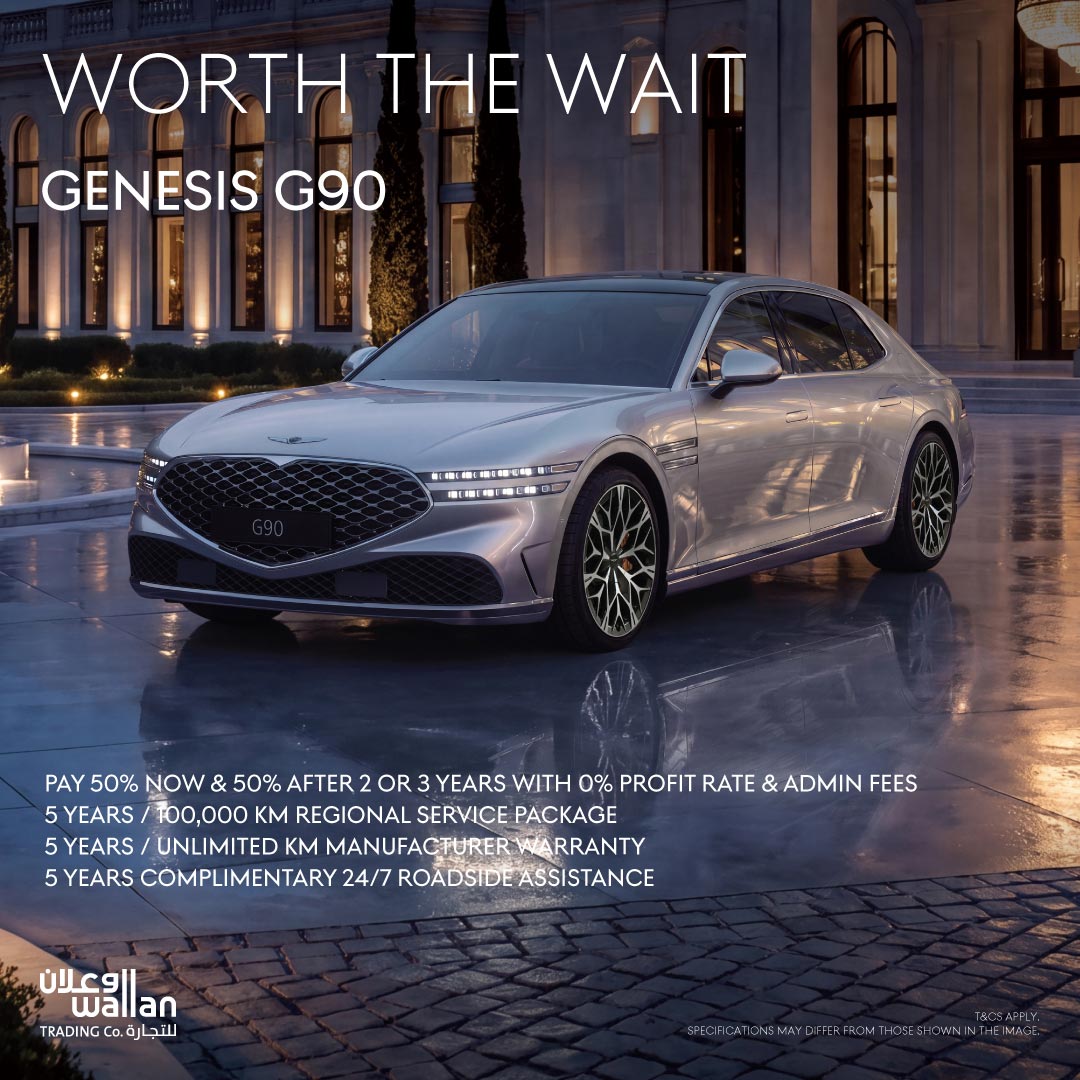 WORTH THE WAIT
GENESIS G90
G90
PAY 50% NOW & 50% AFTER 2 OR 3 YEARS WITH 0% PROFIT RATE & ADMIN FEES
5 YEARS / 100,000 KM REGIONAL SERVICE PACKAGE
5 YEARS / UNLIMITED KM MANUFACTURER WARRANTY
5 YEARS COMPLIMENTARY 24/7 ROADSIDE ASSISTANCE
الوعلان
wallan
TRADING Co. للتجارة
T&CS APPLY.
SPECIFICATIONS MAY DIFFER FROM THOSE SHOWN IN THE IMAGE.